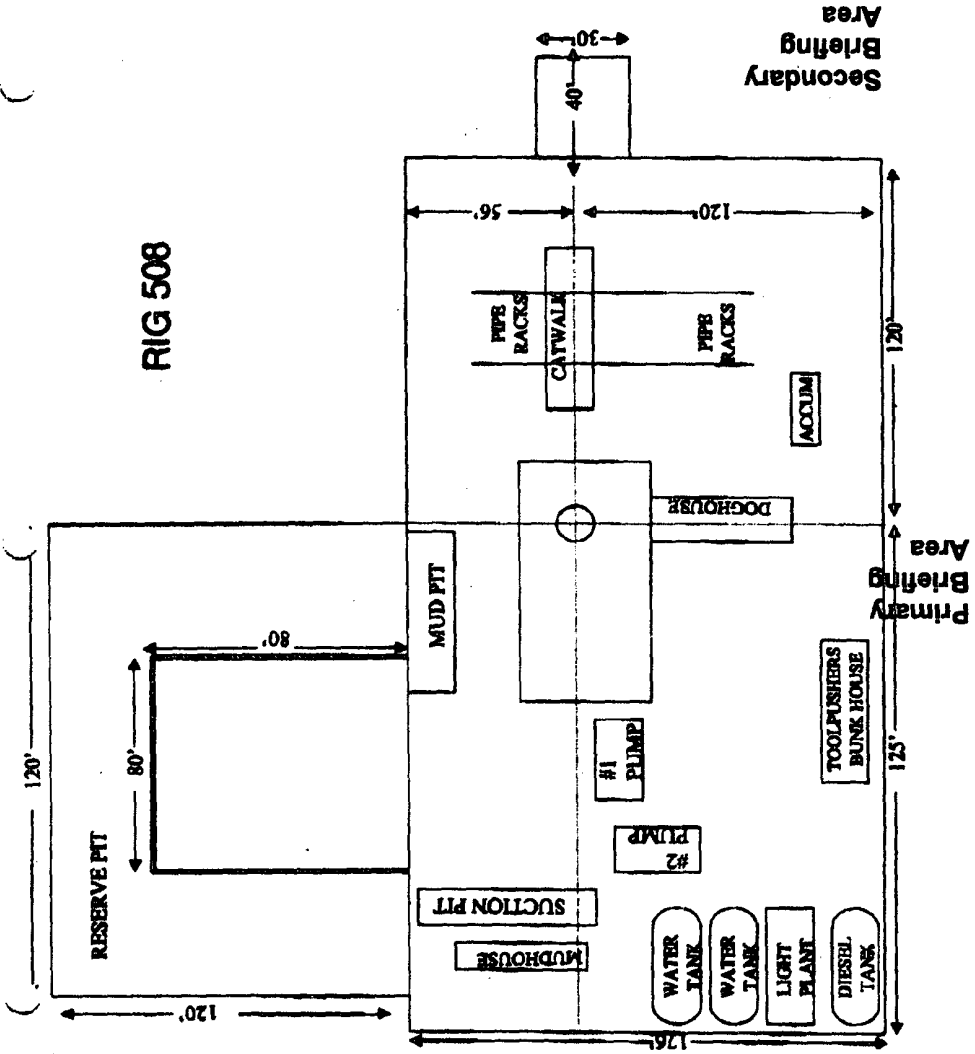 RIG 508
Secondary
Briefing
Area
30'
40'
56'
120'
PIPE
RACKS
CATWALK
PIPE
RACKS
ACCUM
120'
DOGHOUSE
Primary
Briefing
Area
MUD PIT
80'
80'
120'
RESERVE PIT
120'
#1
PUMP
#2
PUMP
TOOLPUSHERS
BUNK HOUSE
125'
SUCTION PIT
MUDHOUSE
WATER
TANK
WATER
TANK
LIGHT
PLANT
DIESEL
TANK
176'